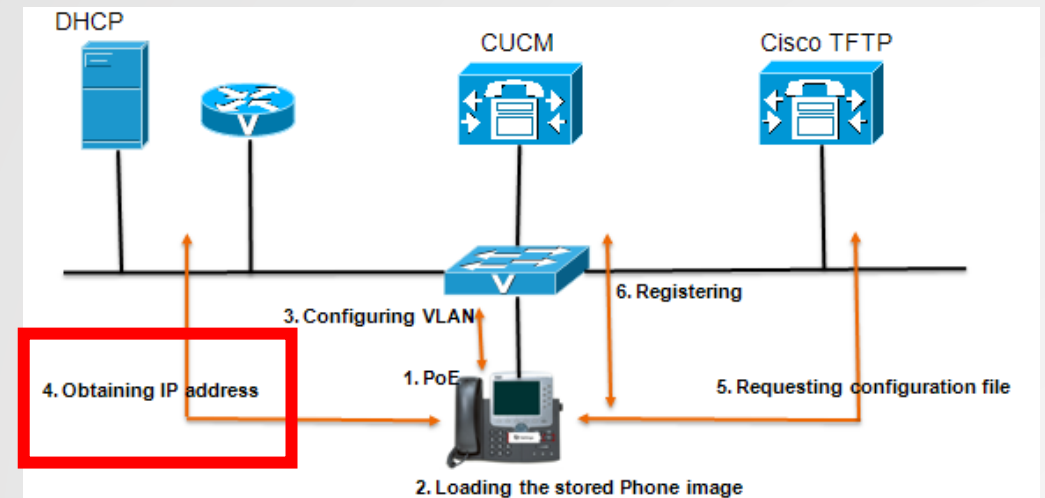 DHCP
CUCM
Cisco TFTP
V
V
6. Registering
3. Configuring VLAN
1. PoE
4. Obtaining IP address
5. Requesting configuration file
2. Loading the stored Phone image